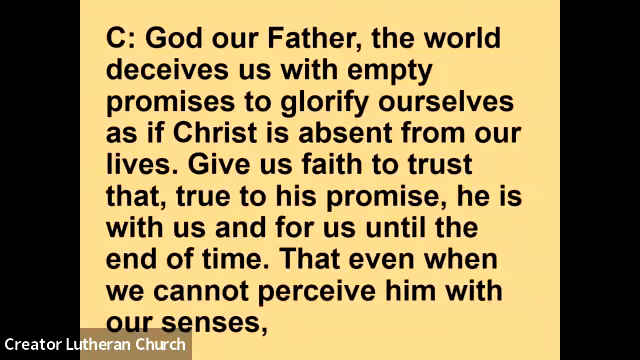 C: God our Father, the world
deceives us with empty
promises to glorify ourselves
as if Christ is absent from our
lives. Give us faith to trust
that, true to his promise, he is
with us and for us until the
end of time. That even when
we cannot perceive him with
our senses,
Creator Lutheran Church